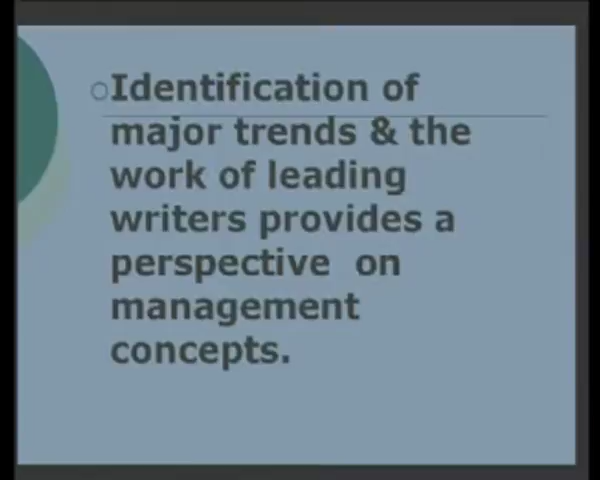 Identification of
major trends & the
work of leading
writers provides a
perspective on
management
concepts.